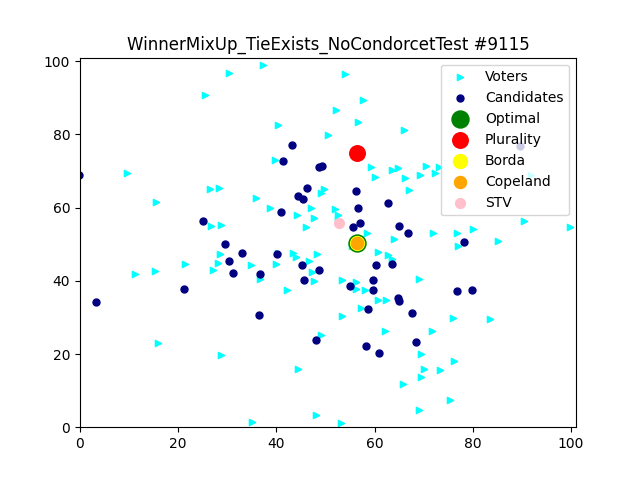 WinnerMixUp_TieExists_NoCondorcetTest #9115
100
80
60
40
20
0
0
20
40
60
80
100
Voters
Candidates
Optimal
Plurality
Borda
Copeland
STV